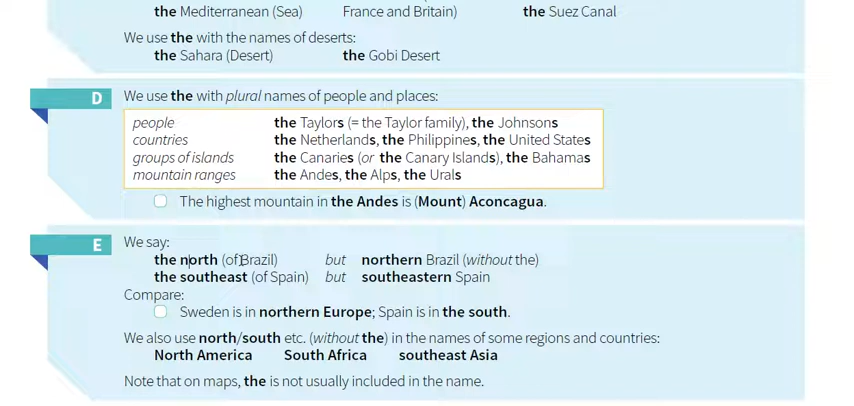 the Mediterranean (Sea) France and Britain) the Suez Canal
We use the with the names of deserts:
the Sahara (Desert) the Gobi Desert
D We use the with plural names of people and places:
people the Taylors (= the Taylor family), the Johnsons
countries the Netherlands, the Philippines, the United States
groups of islands the Canaries (or the Canary Islands), the Bahamas
mountain ranges the Andes, the Alps, the Urals
The highest mountain in the Andes is (Mount) Aconcagua.
E We say:
the north (of Brazil) but northern Brazil (without the)
the southeast (of Spain) but southeastern Spain
Compare:
Sweden is in northern Europe; Spain is in the south.
We also use north/south etc. (without the) in the names of some regions and countries:
North America South Africa southeast Asia
Note that on maps, the is not usually included in the name.